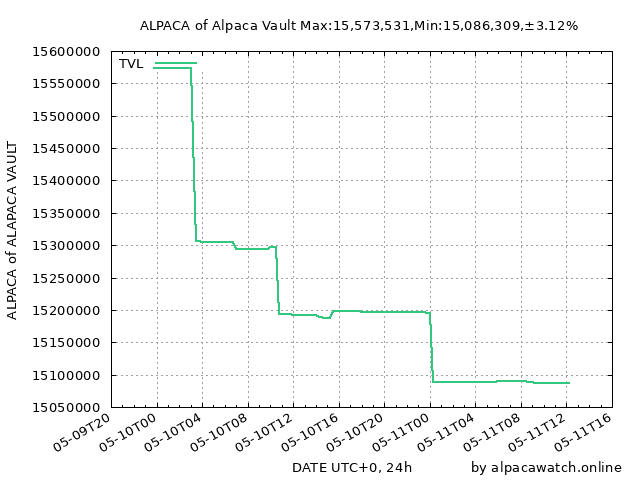 ALPACA of Alpaca Vault Max:15,573,531,Min:15,086,309,±3.12%
15600000
TVL
15550000
15500000
15450000
15400000
15350000
15300000
15250000
15200000
15150000
15100000
15050000
ALPACA of ALAPACA VAULT
05-09T20
05-10T00
05-10T04
05-10T08
05-10T12
05-10T16
05-10T20
05-11T00
05-11T04
05-11T08
05-11T12
05-11T16
DATE UTC+0, 24h
by alpacawatch.online